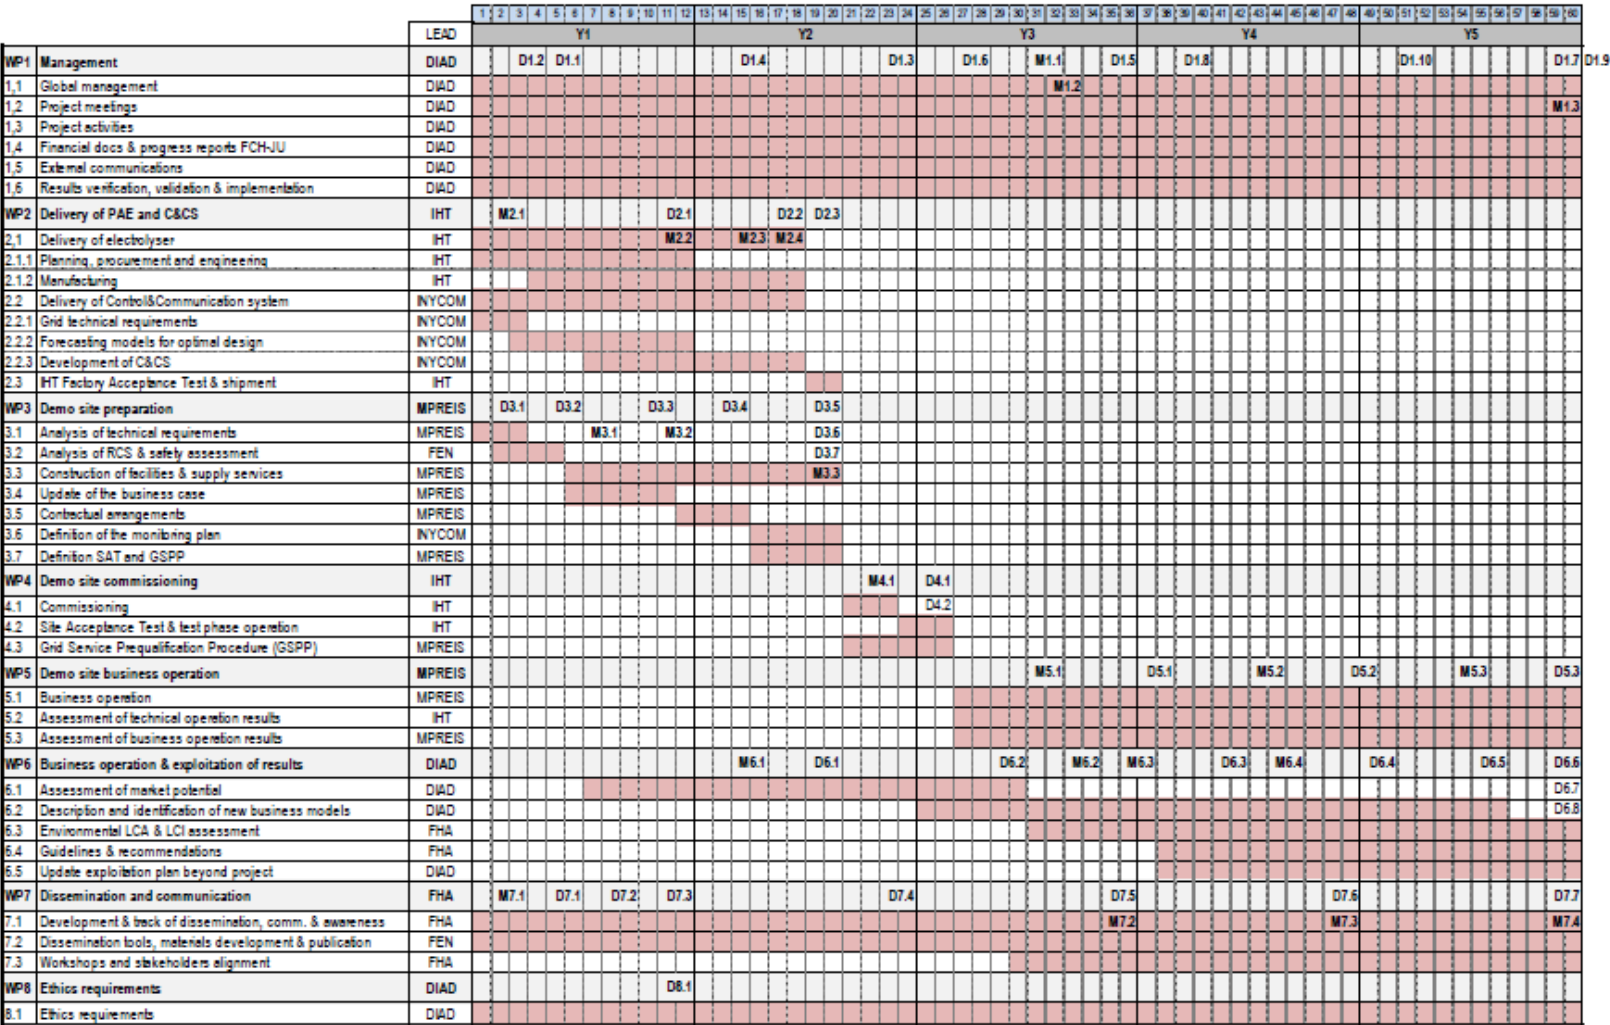 1 2 3 4 5 6 7 8 9 10 11 12 13 14 15 16 17 18 19 20 21 22 23 24 25 26 27 28 29 30 31 32 33 34 35 36 37 38 39 40 41 42 43 44 45 46 47 48 49 50 51 52 53 54 55 56 57 58 59 60
LEAD Y1 Y2 Y3 Y4 Y5
WP1 Management DIAD D1.2 D1.1 D1.4 D1.3 D1.6 M1.1 D1.5 D1.8 D1.10 D1.7 D1.9
1,1 Global management DIAD M1.2
1,2 Project meetings DIAD M1.3
1,3 Project activities DIAD
1,4 Financial docs & progress reports FCH-JU DIAD
1,5 External communications DIAD
1,6 Results verification, validation & implementation DIAD
WP2 Delivery of PAE and C&CS IHT M2.1 D2.1 D2.2 D2.3
2,1 Delivery of electrolyser IHT M2.2 M2.3 M2.4
2.1.1 Planning, procurement and engineering IHT
2.1.2 Manufacturing IHT
2.2 Delivery of Control&Communication system INYCOM
2.2.1 Grid technical requirements INYCOM
2.2.2 Forecasting models for optimal design INYCOM
2.2.3 Development of C&CS INYCOM
2.3 IHT Factory Acceptance Test & shipment IHT
WP3 Demo site preparation MPREIS D3.1 D3.2 D3.3 D3.4 D3.5
3.1 Analysis of technical requirements MPREIS M3.1 M3.2 D3.6
3.2 Analysis of RCS & safety assessment FEN D3.7
3.3 Construction of facilities & supply services MPREIS M3.3
3.4 Update of the business case MPREIS
3.5 Contractual arrangements MPREIS
3.6 Definition of the monitoring plan INYCOM
3.7 Definition SAT and GSPP MPREIS
WP4 Demo site commissioning IHT M4.1 D4.1
4.1 Commissioning IHT D4.2
4.2 Site Acceptance Test & test phase operation IHT
4.3 Grid Service Prequalification Procedure (GSPP) MPREIS
WP5 Demo site business operation MPREIS M5.1 D5.1 M5.2 D5.2 M5.3 D5.3
5.1 Business operation MPREIS
5.2 Assessment of technical operation results IHT
5.3 Assessment of business operation results MPREIS
WP6 Business operation & exploitation of results DIAD M6.1 D6.1 D6.2 M6.2 M6.3 D6.3 M6.4 D6.4 D6.5 D6.6
6.1 Assessment of market potential DIAD D6.7
6.2 Description and identification of new business models DIAD D6.8
6.3 Environmental LCA & LCI assessment FHA
6.4 Guidelines & recommendations FHA
6.5 Update exploitation plan beyond project DIAD
WP7 Dissemination and communication FHA M7.1 D7.1 D7.2 D7.3 D7.4 D7.5 D7.6 D7.7
7.1 Development & track of dissemination, comm. & awareness FHA M7.2 M7.3 M7.4
7.2 Dissemination tools, materials development & publication FEN
7.3 Workshops and stakeholders alignment FHA
WP8 Ethics requirements DIAD D8.1
8.1 Ethics requirements DIAD